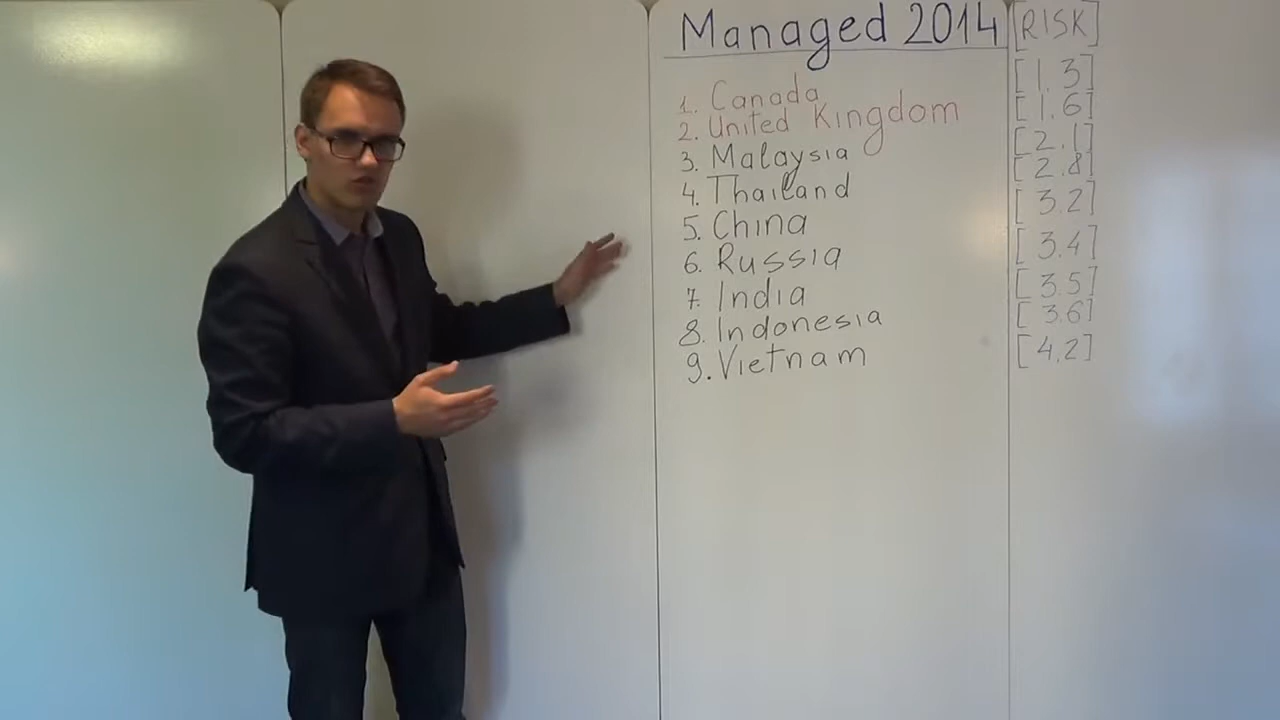 Managed 2014 [RISK]
1. Canada [1.3]
2. United Kingdom [1.6]
3. Malaysia [2.1]
4. Thailand [2.8]
5. China [3.2]
6. Russia [3.4]
7. India [3.5]
8. Indonesia [3.6]
9. Vietnam [4.2]